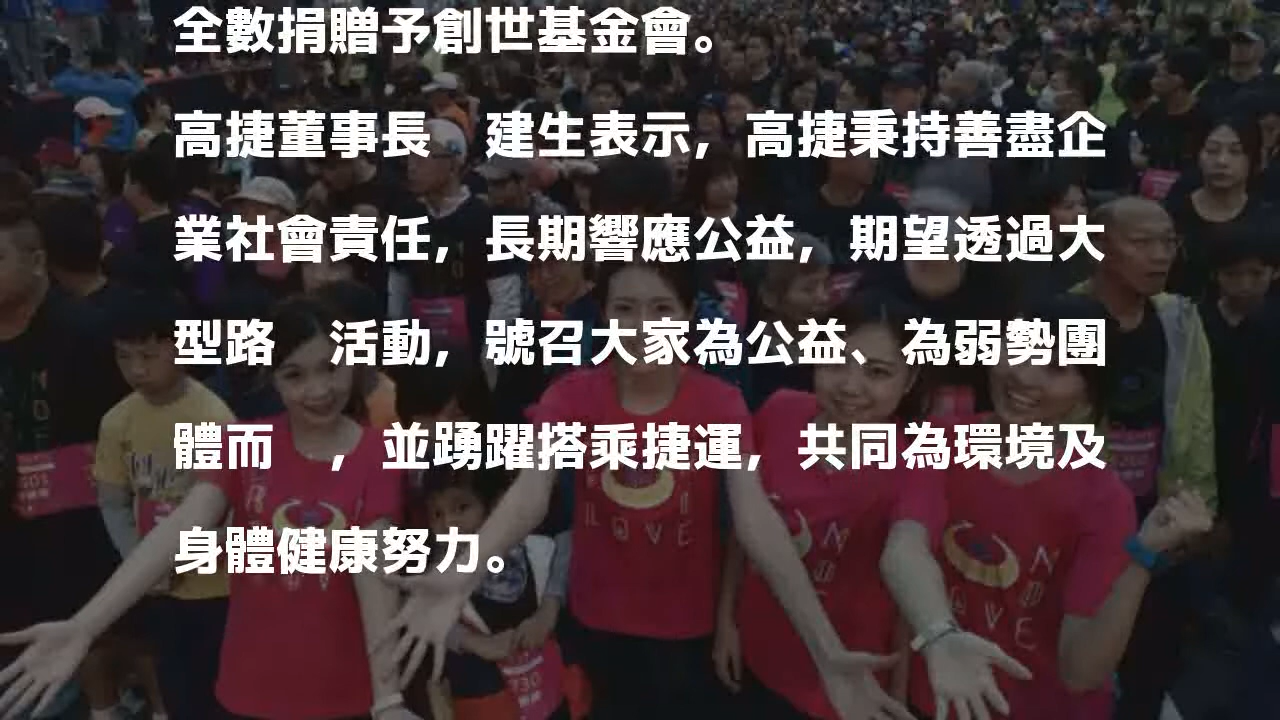 全數捐贈予創世基金會。
高捷董事長　建生表示，高捷秉持善盡企
業社會責任，長期響應公益，期望透過大
型路　活動，號召大家為公益、為弱勢團
體而　，並踴躍搭乘捷運，共同為環境及
身體健康努力。